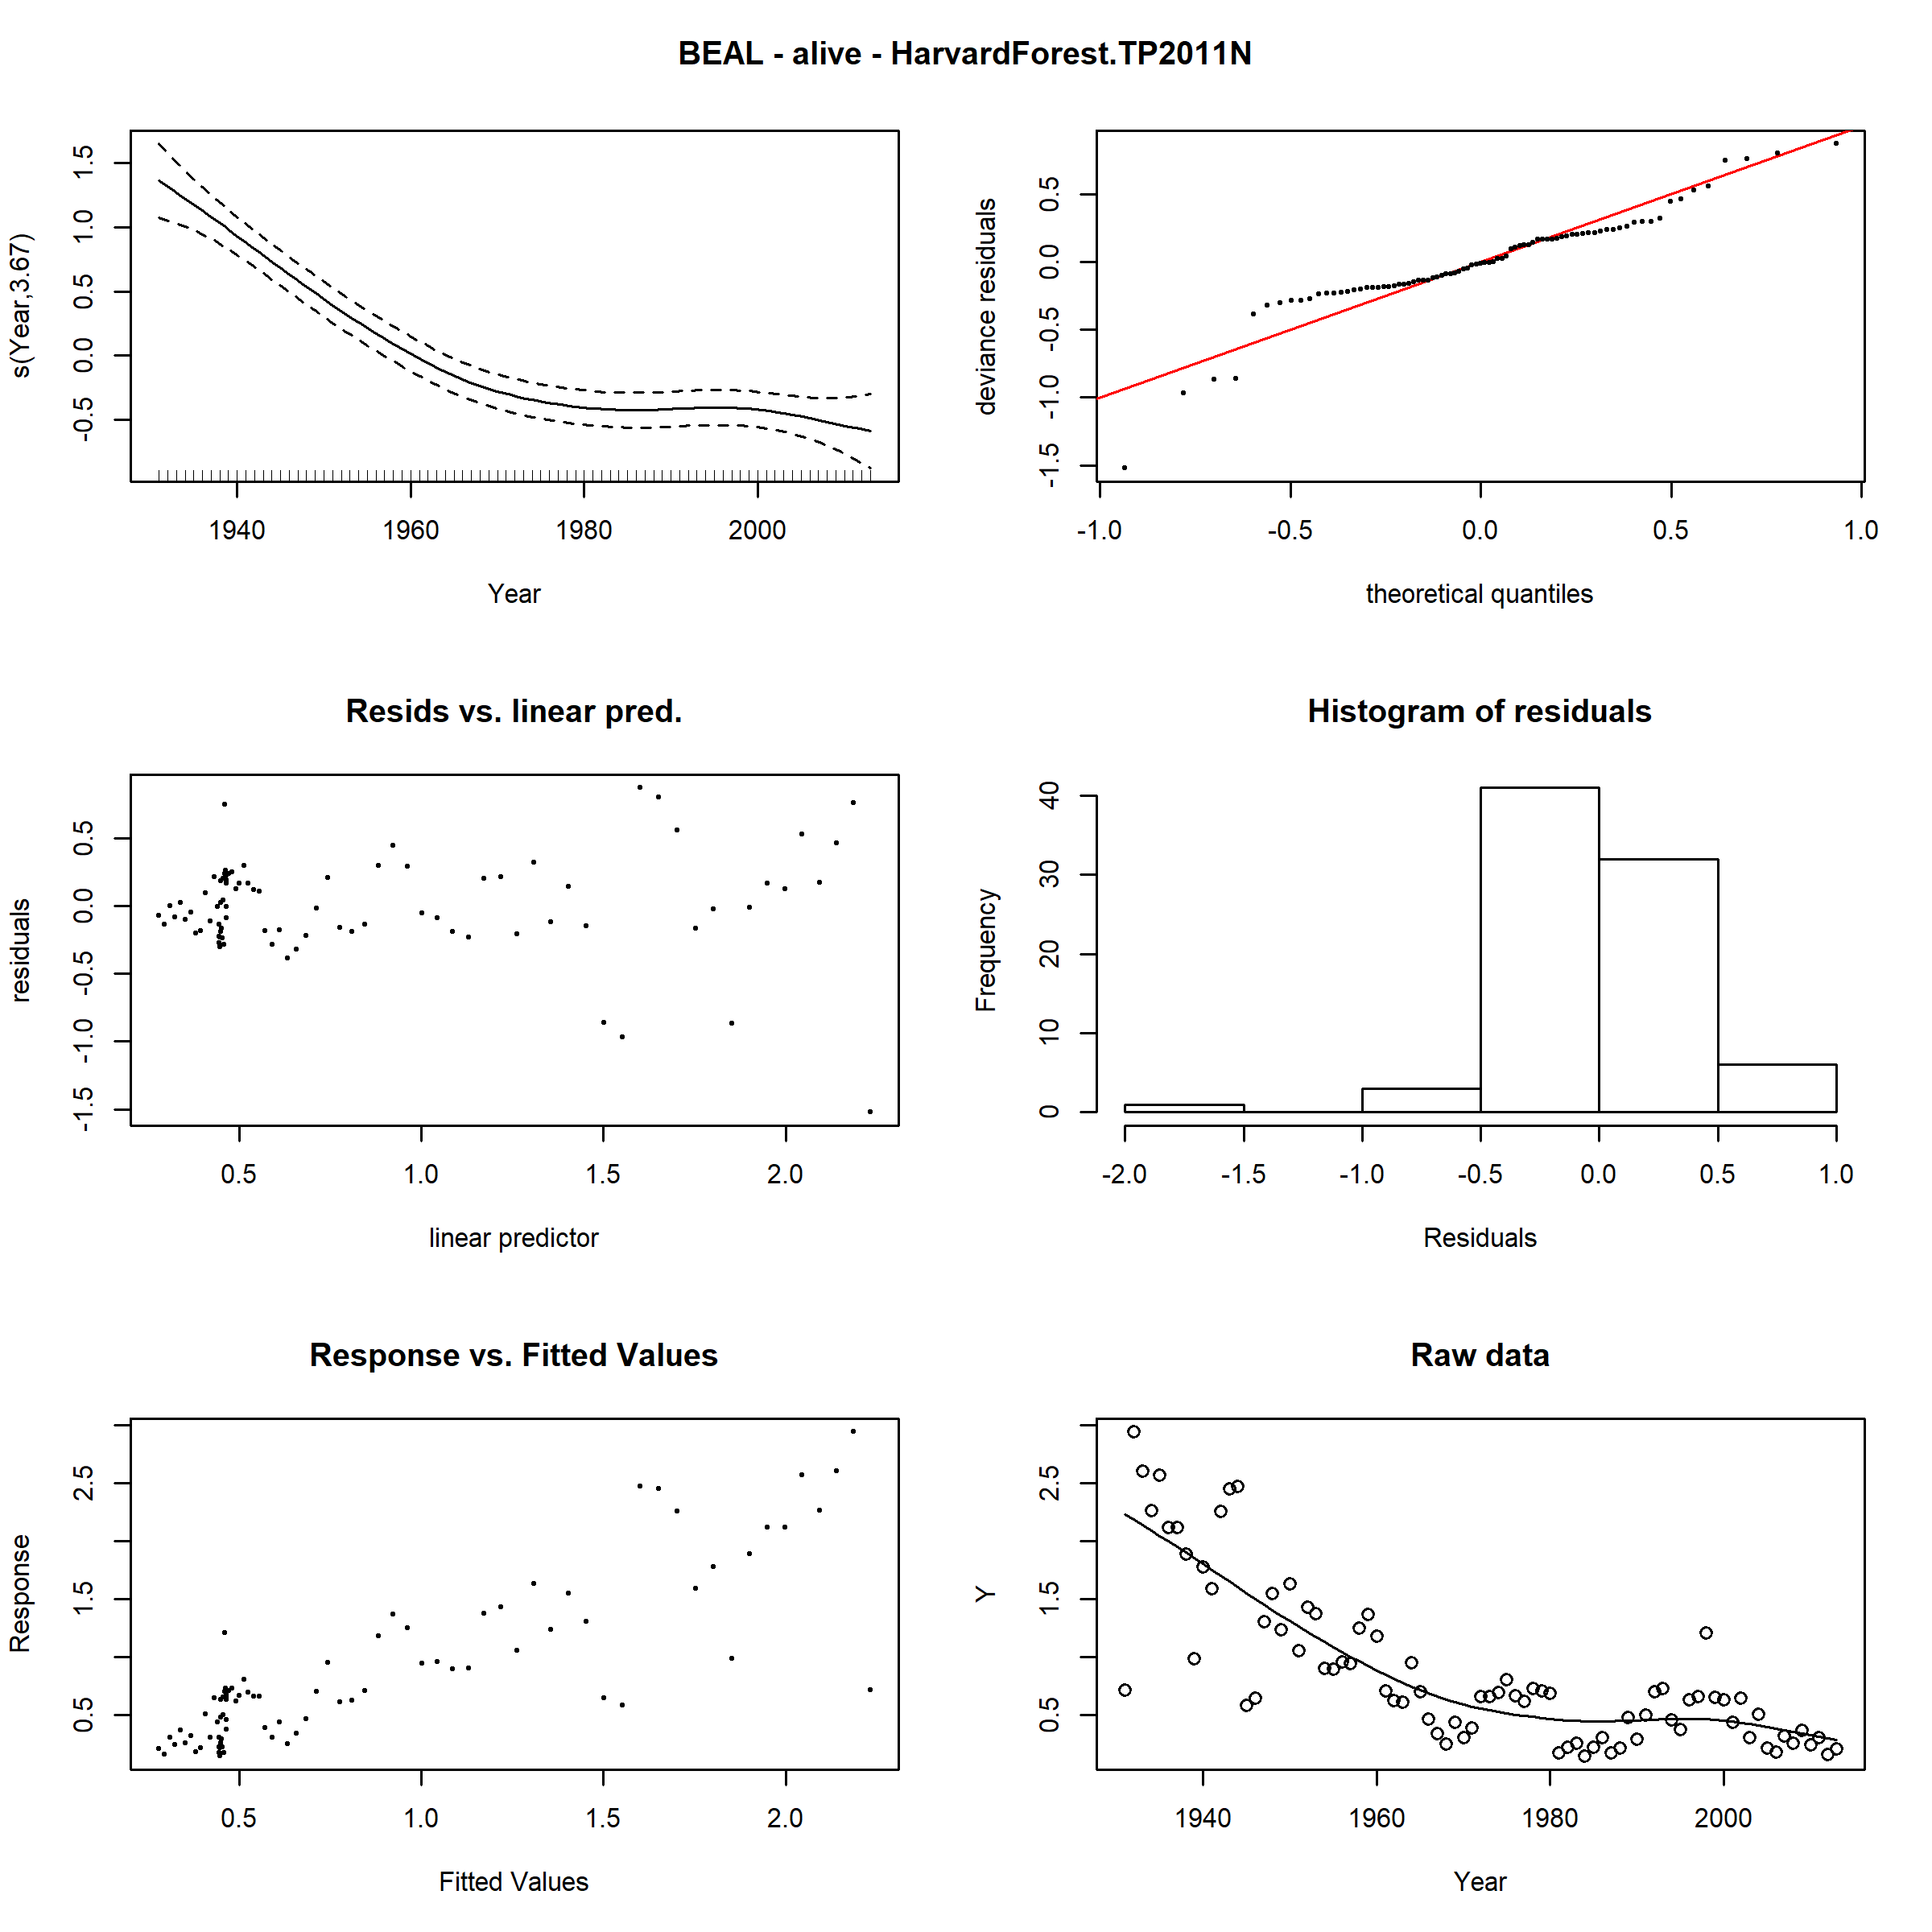 BEAL - alive - HarvardForest.TP2011N
s(Year,3.67)
1.5
1.0
0.5
0.0
-0.5
1940 1960 1980 2000
Year
deviance residuals
0.5
0.0
-0.5
-1.0
-1.5
-1.0 -0.5 0.0 0.5 1.0
theoretical quantiles
Resids vs. linear pred.
residuals
0.5
0.0
-0.5
-1.0
-1.5
0.5 1.0 1.5 2.0
linear predictor
Histogram of residuals
Frequency
40
30
20
10
0
-2.0 -1.5 -1.0 -0.5 0.0 0.5 1.0
Residuals
Response vs. Fitted Values
Response
2.5
1.5
0.5
0.5 1.0 1.5 2.0
Fitted Values
Raw data
Y
2.5
1.5
0.5
1940 1960 1980 2000
Year